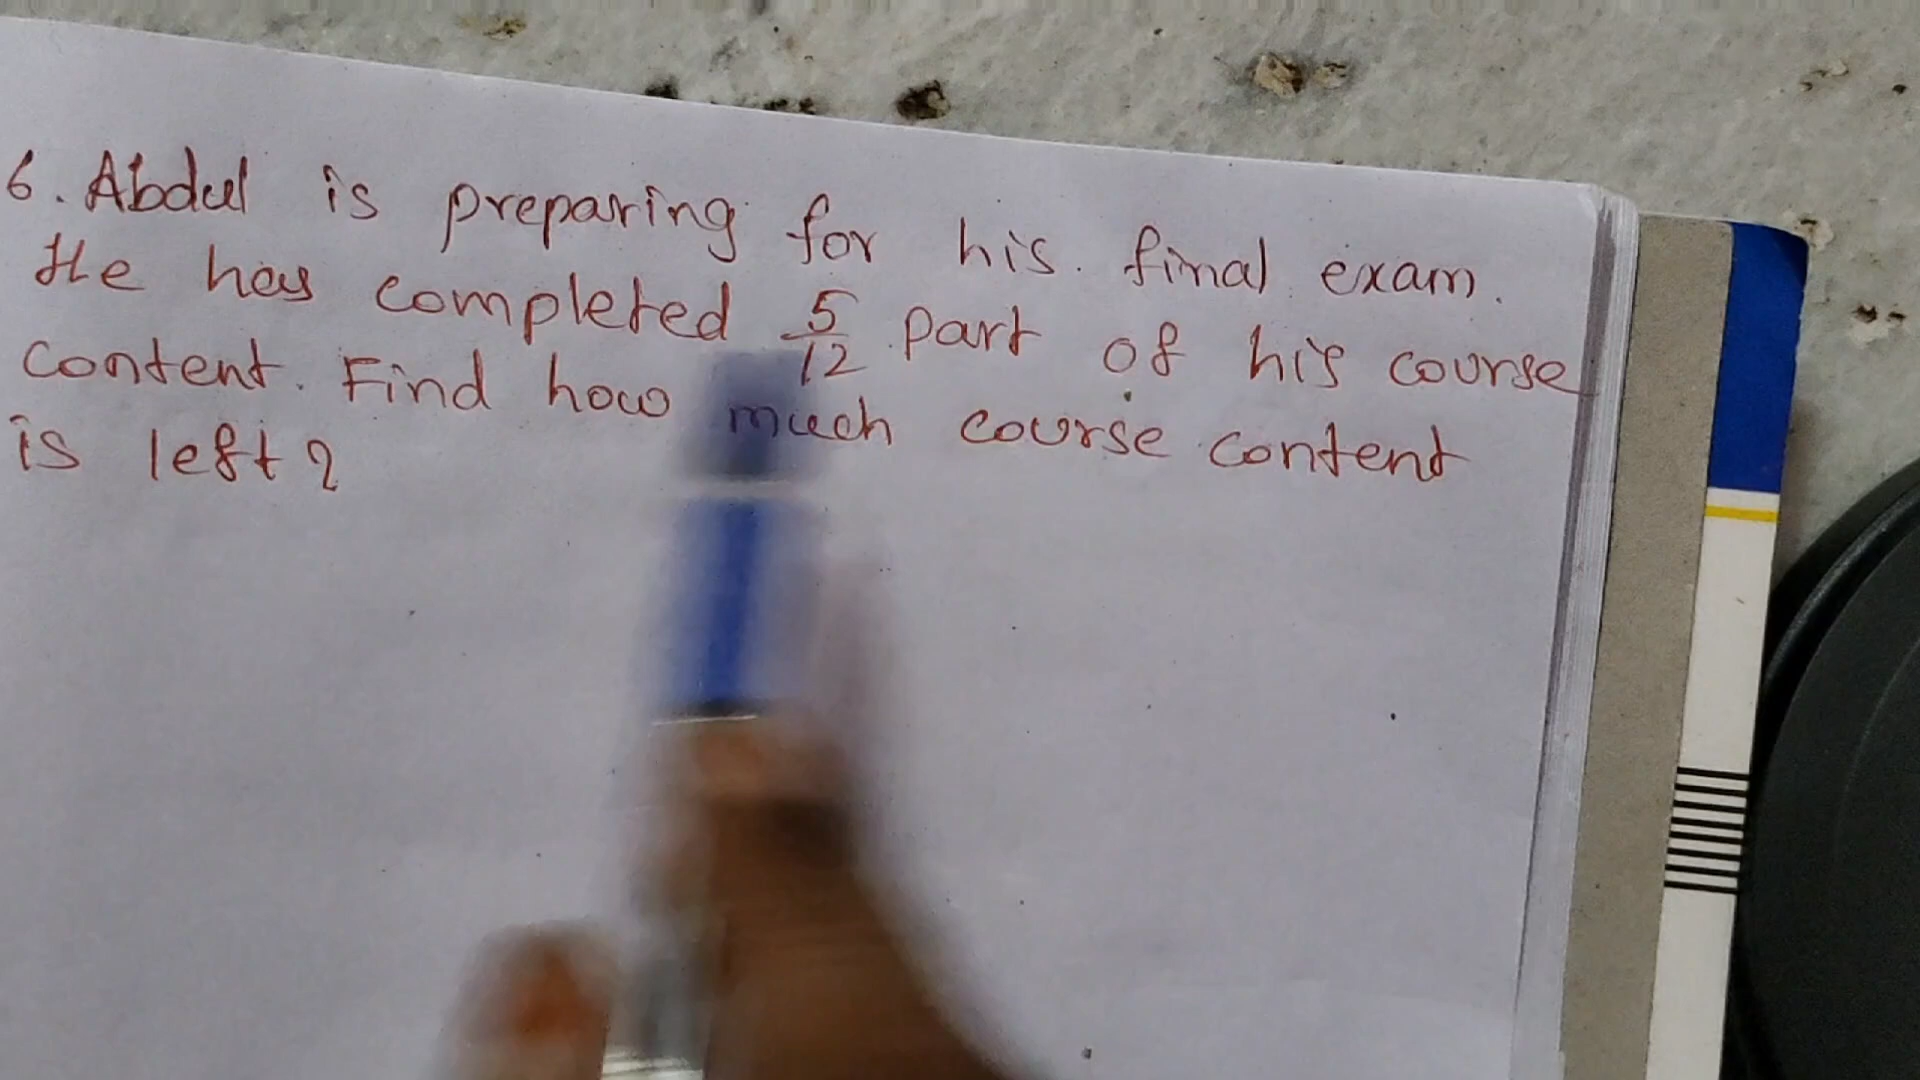 6. Abdul is preparing for his final exam.
He has completed 5/12 part of his course
content. Find how much course content
is left?